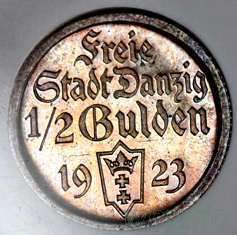 Freie
Stadt Danzig
1/2 Gulden
19 23